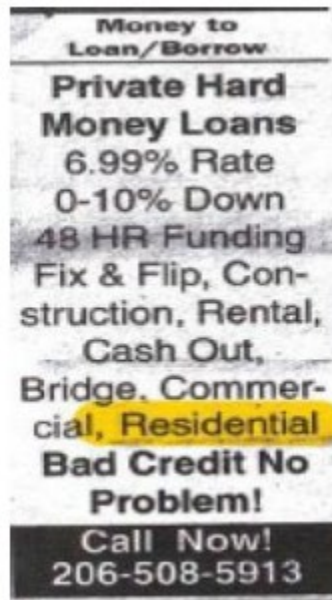 Money to
Loan/Borrow
Private Hard
Money Loans
6.99% Rate
0-10% Down
48 HR Funding
Fix & Flip, Con-
struction, Rental,
Cash Out,
Bridge, Commer-
cial, Residential
Bad Credit No
Problem!
Call Now!
206-508-5913